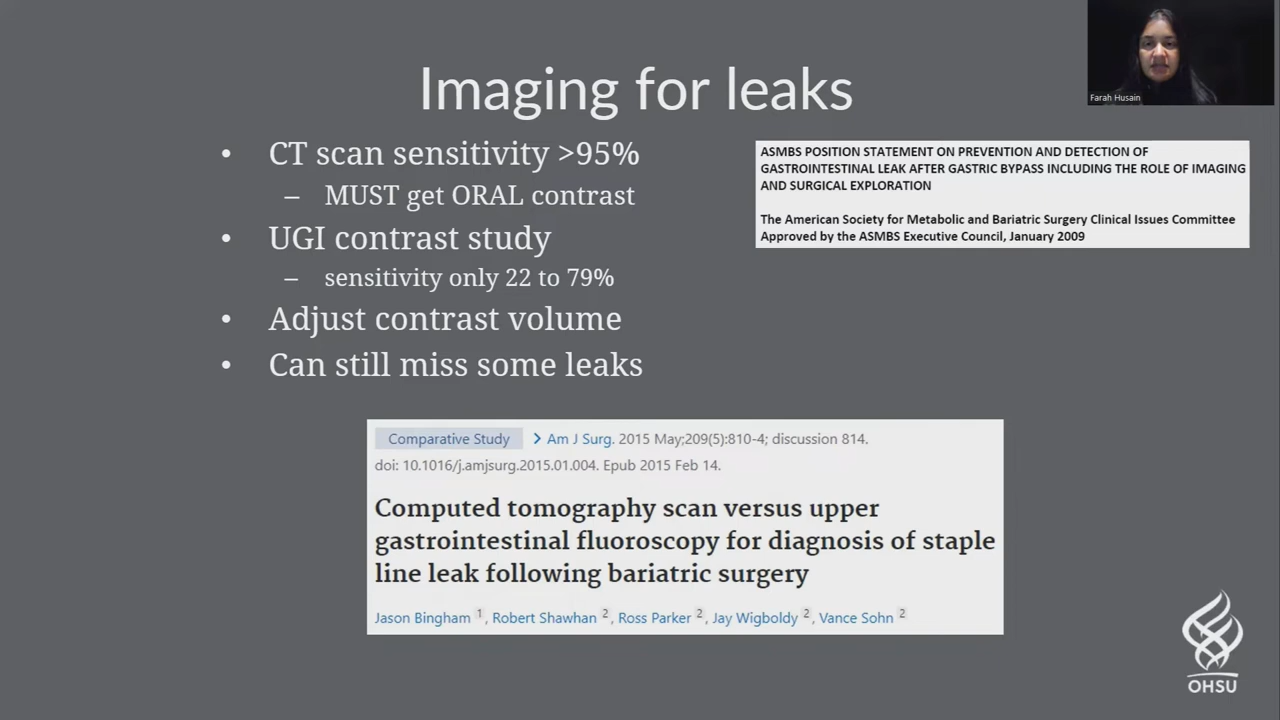 Imaging for leaks
Farah Husain
• CT scan sensitivity >95%
– MUST get ORAL contrast
• UGI contrast study
– sensitivity only 22 to 79%
• Adjust contrast volume
• Can still miss some leaks
ASMBS POSITION STATEMENT ON PREVENTION AND DETECTION OF
GASTROINTESTINAL LEAK AFTER GASTRIC BYPASS INCLUDING THE ROLE OF IMAGING
AND SURGICAL EXPLORATION
The American Society for Metabolic and Bariatric Surgery Clinical Issues Committee
Approved by the ASMBS Executive Council, January 2009
Comparative Study > Am J Surg. 2015 May;209(5):810-4; discussion 814.
doi: 10.1016/j.amjsurg.2015.01.004. Epub 2015 Feb 14.
Computed tomography scan versus upper
gastrointestinal fluoroscopy for diagnosis of staple
line leak following bariatric surgery
Jason Bingham 1, Robert Shawhan 2, Ross Parker 2, Jay Wigboldy 2, Vance Sohn 2
OHSU